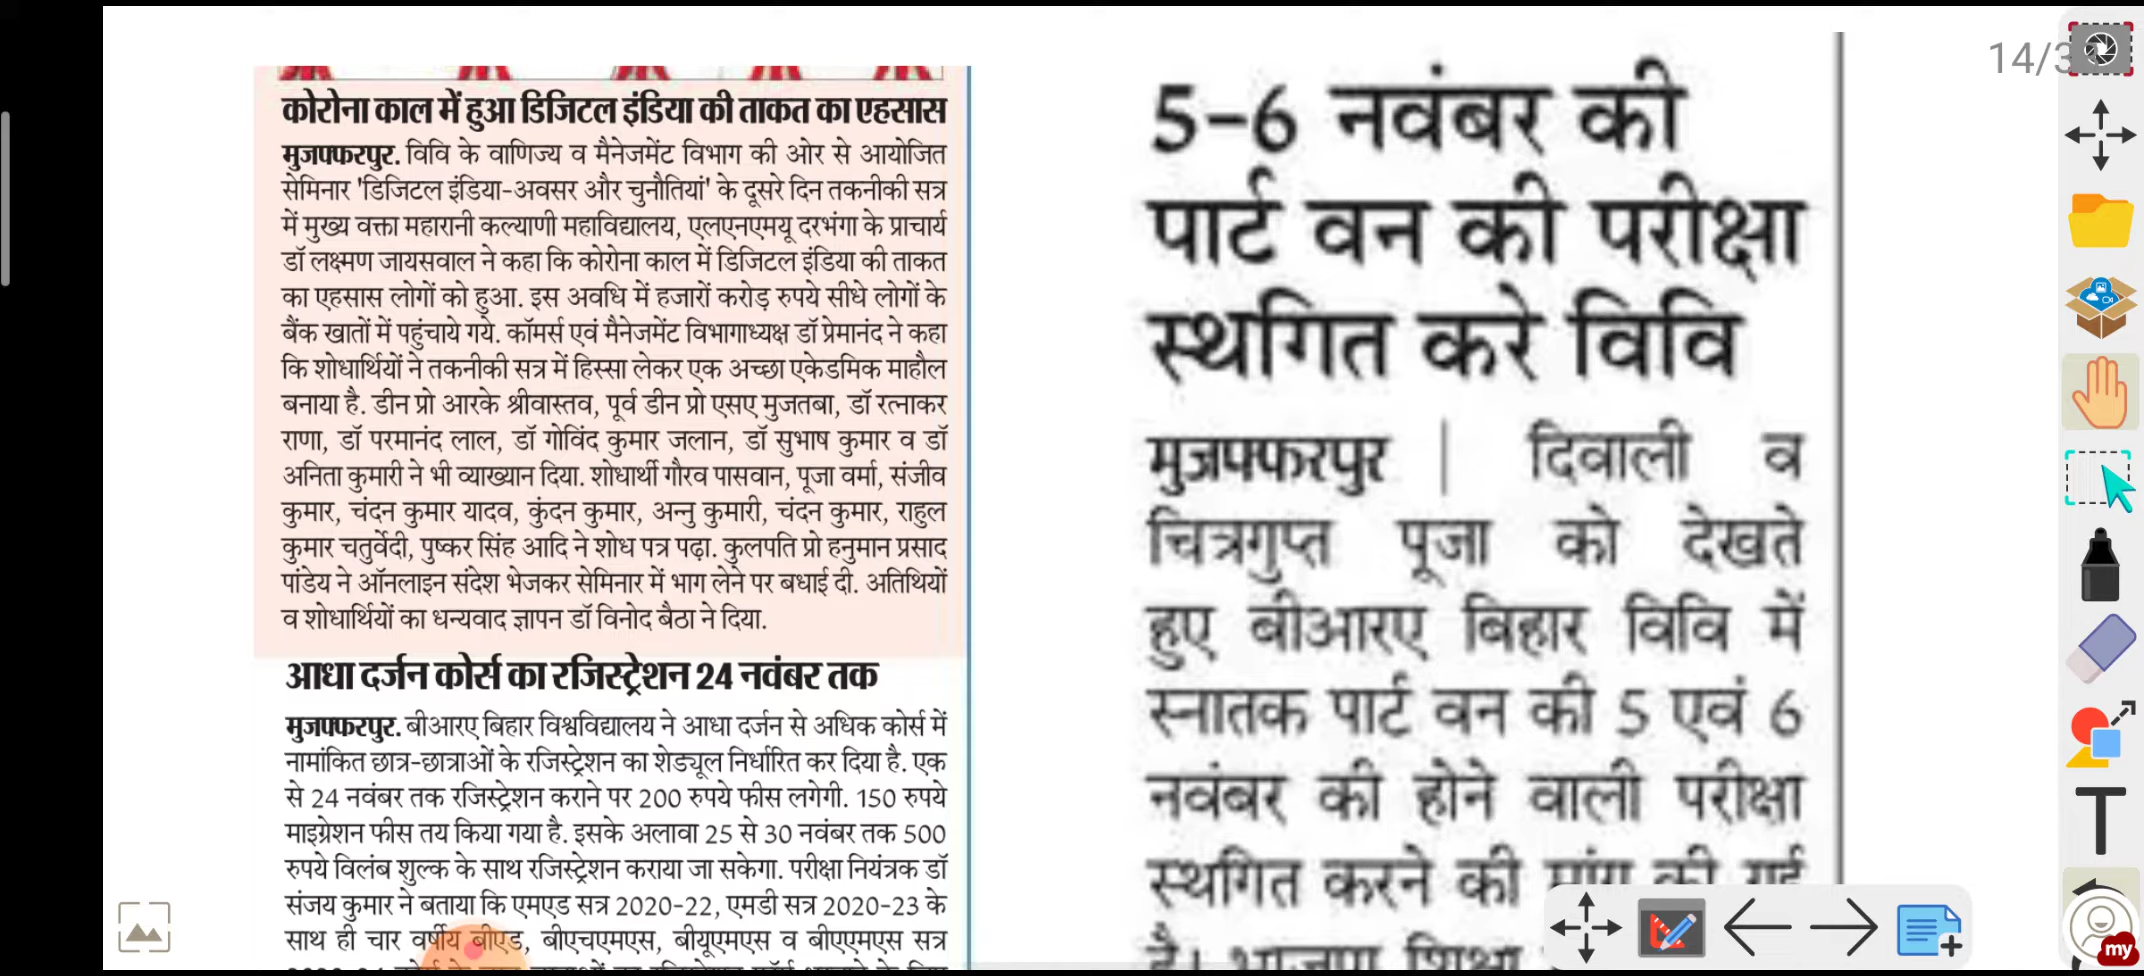 कोरोना काल में हुआ डिजिटल इंडिया की ताकत का एहसास
मुजफ्फरपुर. विवि के वाणिज्य व मैनेजमेंट विभाग की ओर से आयोजित
सेमिनार 'डिजिटल इंडिया-अवसर और चुनौतियां' के दूसरे दिन तकनीकी सत्र
में मुख्य वक्ता महारानी कल्याणी महाविद्यालय, एलएनएमयू दरभंगा के प्राचार्य
डॉ लक्ष्मण जायसवाल ने कहा कि कोरोना काल में डिजिटल इंडिया की ताकत
का एहसास लोगों को हुआ. इस अवधि में हजारों करोड़ रुपये सीधे लोगों के
बैंक खातों में पहुंचाये गये. कॉमर्स एवं मैनेजमेंट विभागाध्यक्ष डॉ प्रेमानंद ने कहा
कि शोधार्थियों ने तकनीकी सत्र में हिस्सा लेकर एक अच्छा एकेडमिक माहौल
बनाया है. डीन प्रो आरके श्रीवास्तव, पूर्व डीन प्रो एसए मुजतबा, डॉ रत्नाकर
राणा, डॉ परमानंद लाल, डॉ गोविंद कुमार जलान, डॉ सुभाष कुमार व डॉ
अनिता कुमारी ने भी व्याख्यान दिया. शोधार्थी गौरव पासवान, पूजा वर्मा, संजीव
कुमार, चंदन कुमार यादव, कुंदन कुमार, अन्नु कुमारी, चंदन कुमार, राहुल
कुमार चतुर्वेदी, पुष्कर सिंह आदि ने शोध पत्र पढ़ा. कुलपति प्रो हनुमान प्रसाद
पांडेय ने ऑनलाइन संदेश भेजकर सेमिनार में भाग लेने पर बधाई दी. अतिथियों
व शोधार्थियों का धन्यवाद ज्ञापन डॉ विनोद बैठा ने दिया.
आधा दर्जन कोर्स का रजिस्ट्रेशन 24 नवंबर तक
मुजफ्फरपुर. बीआरए बिहार विश्वविद्यालय ने आधा दर्जन से अधिक कोर्स में
नामांकित छात्र-छात्राओं के रजिस्ट्रेशन का शेड्यूल निर्धारित कर दिया है. एक
से 24 नवंबर तक रजिस्ट्रेशन कराने पर 200 रुपये फीस लगेगी. 150 रुपये
माइग्रेशन फीस तय किया गया है. इसके अलावा 25 से 30 नवंबर तक 500
रुपये विलंब शुल्क के साथ रजिस्ट्रेशन कराया जा सकेगा. परीक्षा नियंत्रक डॉ
संजय कुमार ने बताया कि एमएड सत्र 2020-22, एमडी सत्र 2020-23 के
साथ ही चार वर्षीय बीएड, बीएचएमएस, बीयूएमएस व बीएएमएस सत्र
5-6 नवंबर की
पार्ट वन की परीक्षा
स्थगित करे विवि
मुजफ्फरपुर | दिवाली व
चित्रगुप्त पूजा को देखते
हुए बीआरए बिहार विवि में
स्नातक पार्ट वन की 5 एवं 6
नवंबर की होने वाली परीक्षा
स्थगित करने की मांग की गई
है।
14/3
T
my